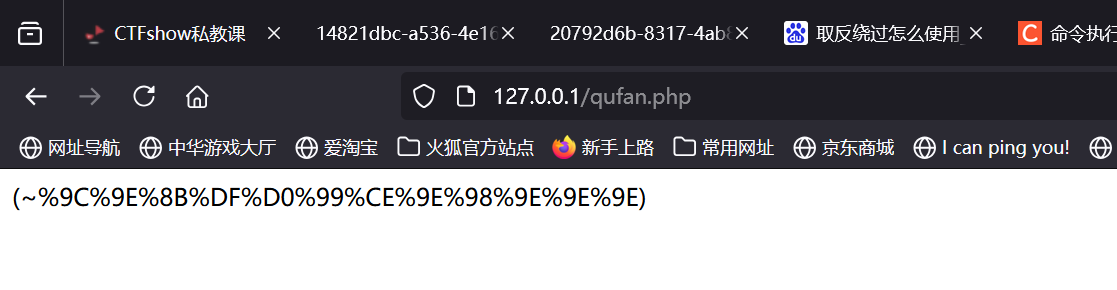 CTFshow私教课 14821dbc-a536-4e16 20792d6b-8317-4ab8 取反绕过怎么使用_ 命令执行
127.0.0.1/qufan.php
网址导航 中华游戏大厅 爱淘宝 火狐官方站点 新手上路 常用网址 京东商城 I can ping you!
(~%9C%9E%8B%DF%D0%99%CE%9E%98%9E%9E%9E)